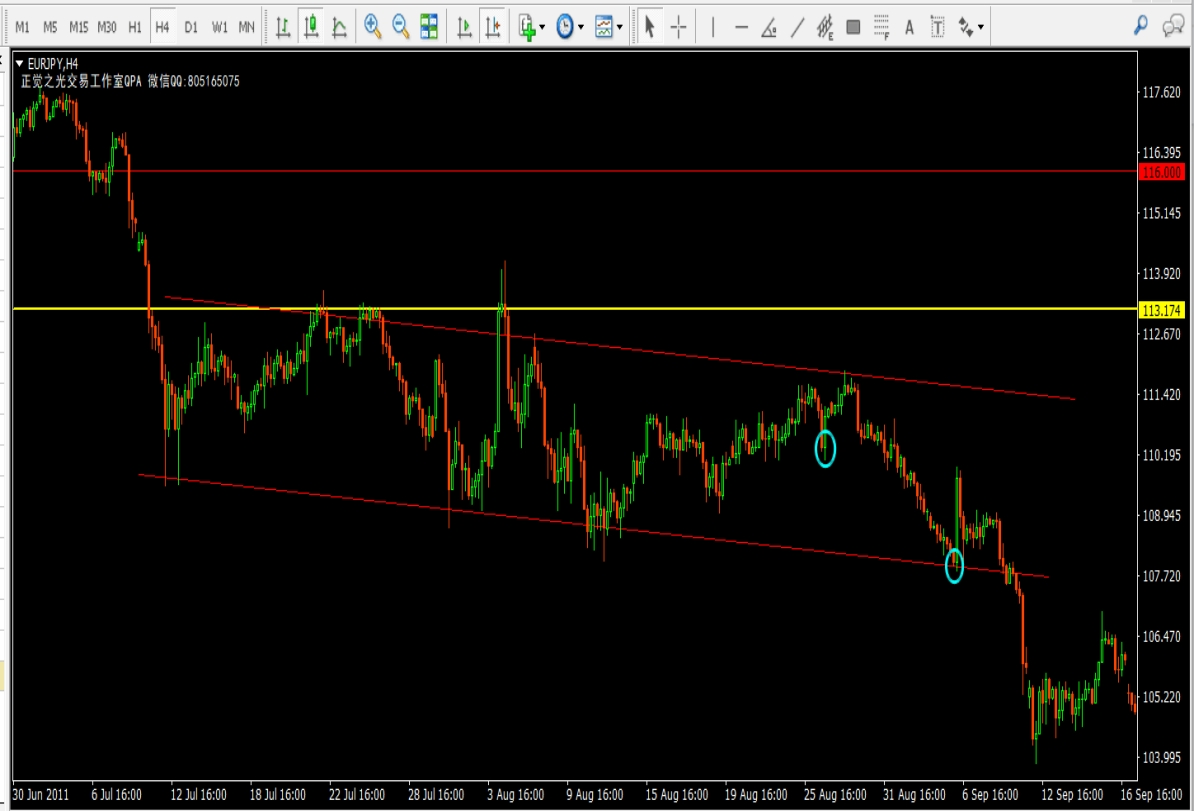 M1 M5 M15 M30 H1 H4 D1 W1 MN
E F A T
EURJPY,H4
正觉之光交易工作室QPA 微信QQ:805165075
117.620
116.395
116.000
115.145
113.920
113.174
112.670
111.420
110.195
108.945
107.720
106.470
105.220
103.995
30 Jun 2011 6 Jul 16:00 12 Jul 16:00 18 Jul 16:00 22 Jul 16:00 28 Jul 16:00 3 Aug 16:00 9 Aug 16:00 15 Aug 16:00 19 Aug 16:00 25 Aug 16:00 31 Aug 16:00 6 Sep 16:00 12 Sep 16:00 16 Sep 16:00